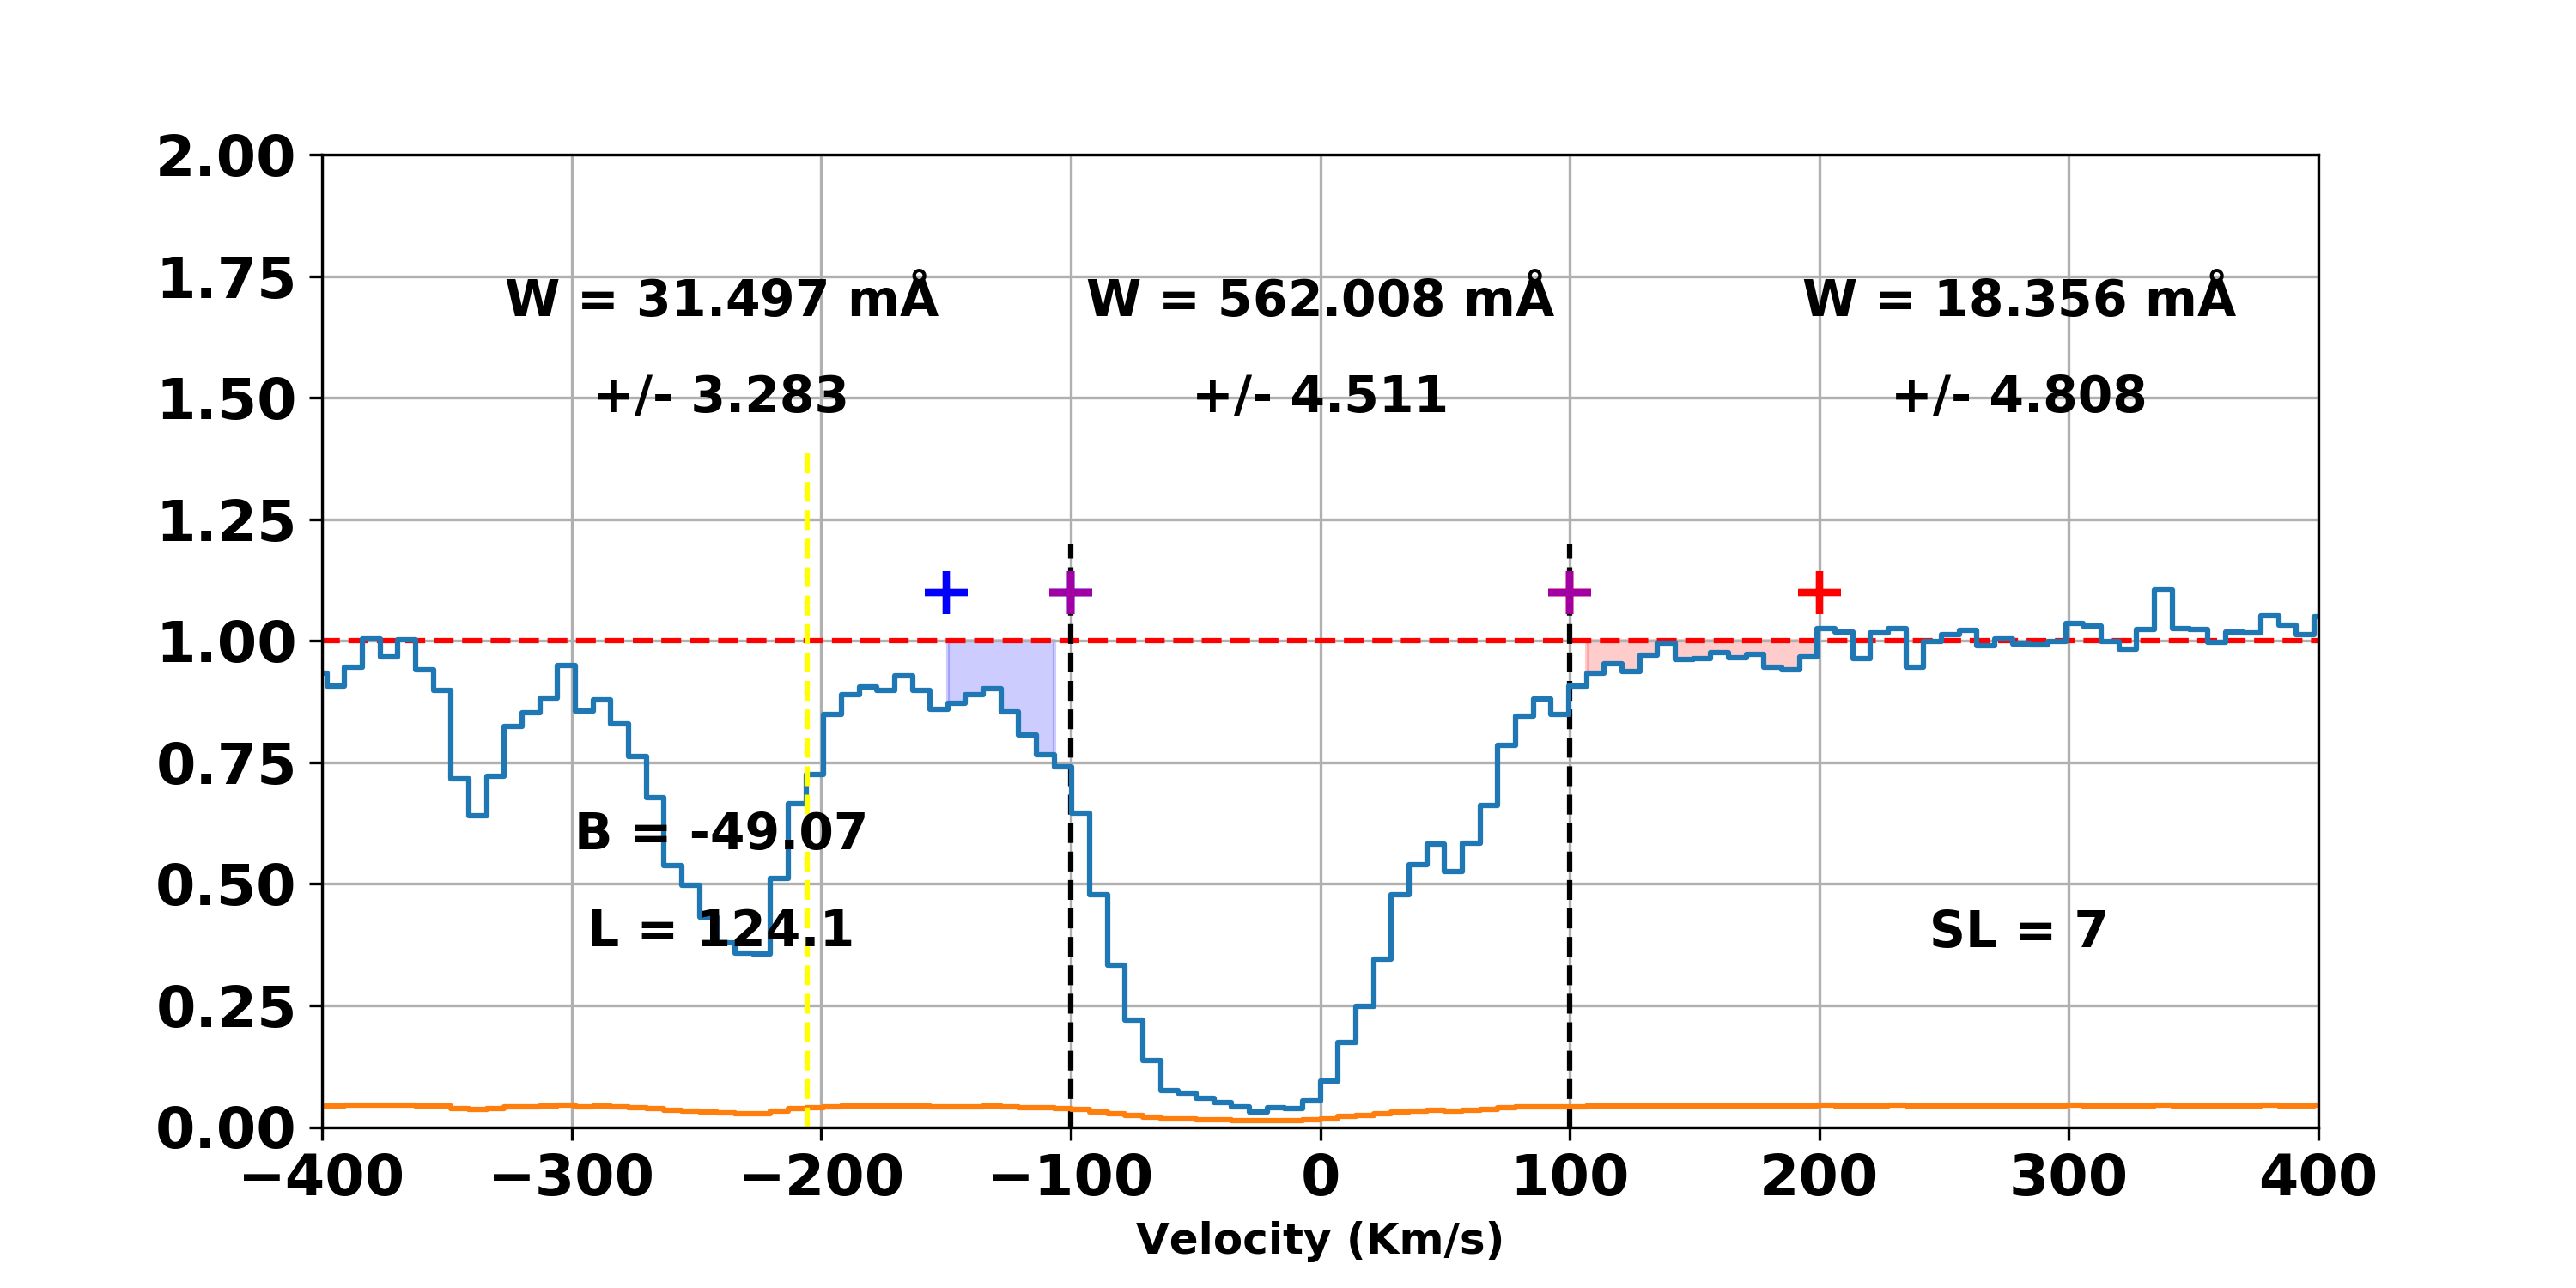 2.00
1.75
1.50
1.25
1.00
0.75
0.50
0.25
0.00
W = 31.497 mÅ
+/- 3.283
W = 562.008 mÅ
+/- 4.511
W = 18.356 mÅ
+/- 4.808
B = -49.07
L = 124.1
SL = 7
−400 −300 −200 −100 0 100 200 300 400
Velocity (Km/s)